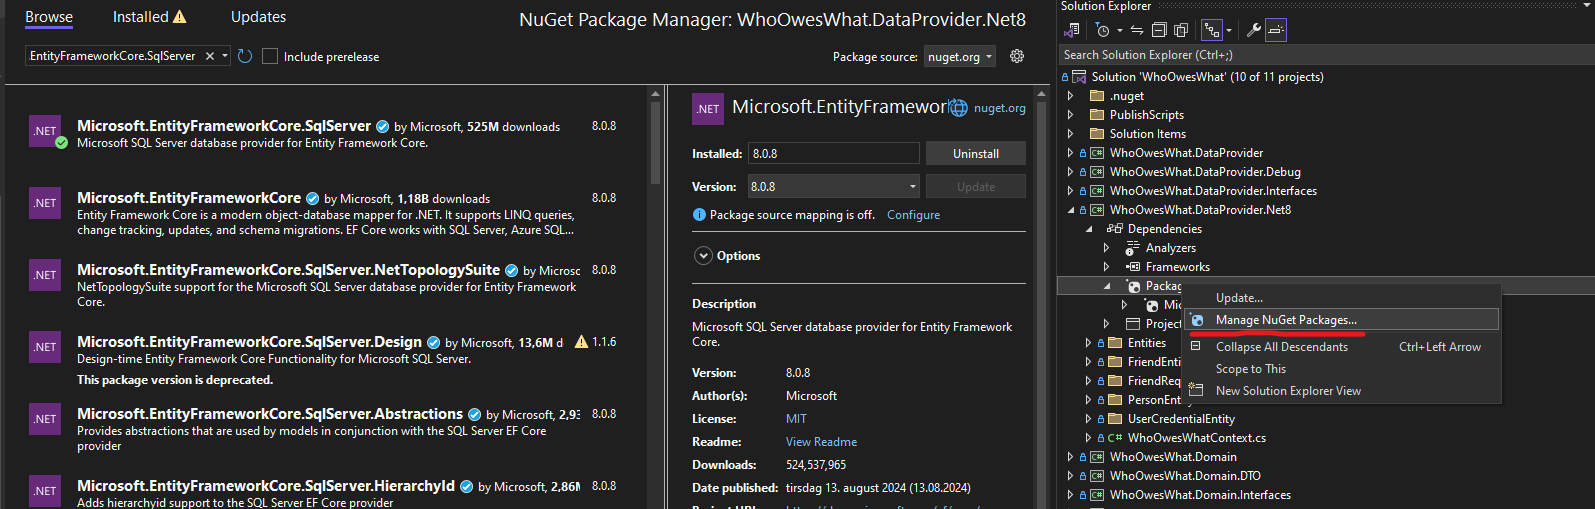 Browse
Installed
Updates
NuGet Package Manager: WhoOwesWhat.DataProvider.Net8
EntityFrameworkCore.SqlServer
Include prerelease
Package source: nuget.org
.NET
Microsoft.EntityFrameworkCore.SqlServer by Microsoft, 525M downloads 8.0.8
Microsoft SQL Server database provider for Entity Framework Core.
.NET
Microsoft.EntityFrameworkCore by Microsoft, 1,18B downloads 8.0.8
Entity Framework Core is a modern object-database mapper for .NET. It supports LINQ queries,
change tracking, updates, and schema migrations. EF Core works with SQL Server, Azure SQL...
.NET
Microsoft.EntityFrameworkCore.SqlServer.NetTopologySuite by Microsoft 8.0.8
NetTopologySuite support for the Microsoft SQL Server database provider for Entity Framework
Core.
.NET
Microsoft.EntityFrameworkCore.SqlServer.Design by Microsoft, 13,6M d 1.1.6
Design-time Entity Framework Core Functionality for Microsoft SQL Server.
This package version is deprecated.
.NET
Microsoft.EntityFrameworkCore.SqlServer.Abstractions by Microsoft, 2,93 8.0.8
Provides abstractions that are used by models in conjunction with the SQL Server EF Core
provider
.NET
Microsoft.EntityFrameworkCore.SqlServer.HierarchyId by Microsoft, 2,86M 8.0.8
Adds hierarchyid support to the SQL Server EF Core provider
.NET
Microsoft.EntityFramework nuget.org
Installed: 8.0.8 Uninstall
Version: 8.0.8 Update
Package source mapping is off. Configure
Options
Description
Microsoft SQL Server database provider for Entity Framework
Core.
Version: 8.0.8
Author(s): Microsoft
License: MIT
Readme: View Readme
Downloads: 524,537,965
Date published: tirsdag 13. august 2024 (13.08.2024)
Solution Explorer
Search Solution Explorer (Ctrl+;)
Solution 'WhoOwesWhat' (10 of 11 projects)
.nuget
PublishScripts
Solution Items
WhoOwesWhat.DataProvider
WhoOwesWhat.DataProvider.Debug
WhoOwesWhat.DataProvider.Interfaces
WhoOwesWhat.DataProvider.Net8
Dependencies
Analyzers
Frameworks
Packag
Mic
Project
Entities
FriendEnti
FriendReq
PersonEntity
UserCredentialEntity
C# WhoOwesWhatContext.cs
WhoOwesWhat.Domain
WhoOwesWhat.Domain.DTO
WhoOwesWhat.Domain.Interfaces
Update...
Manage NuGet Packages...
Collapse All Descendants Ctrl+Left Arrow
Scope to This
New Solution Explorer View